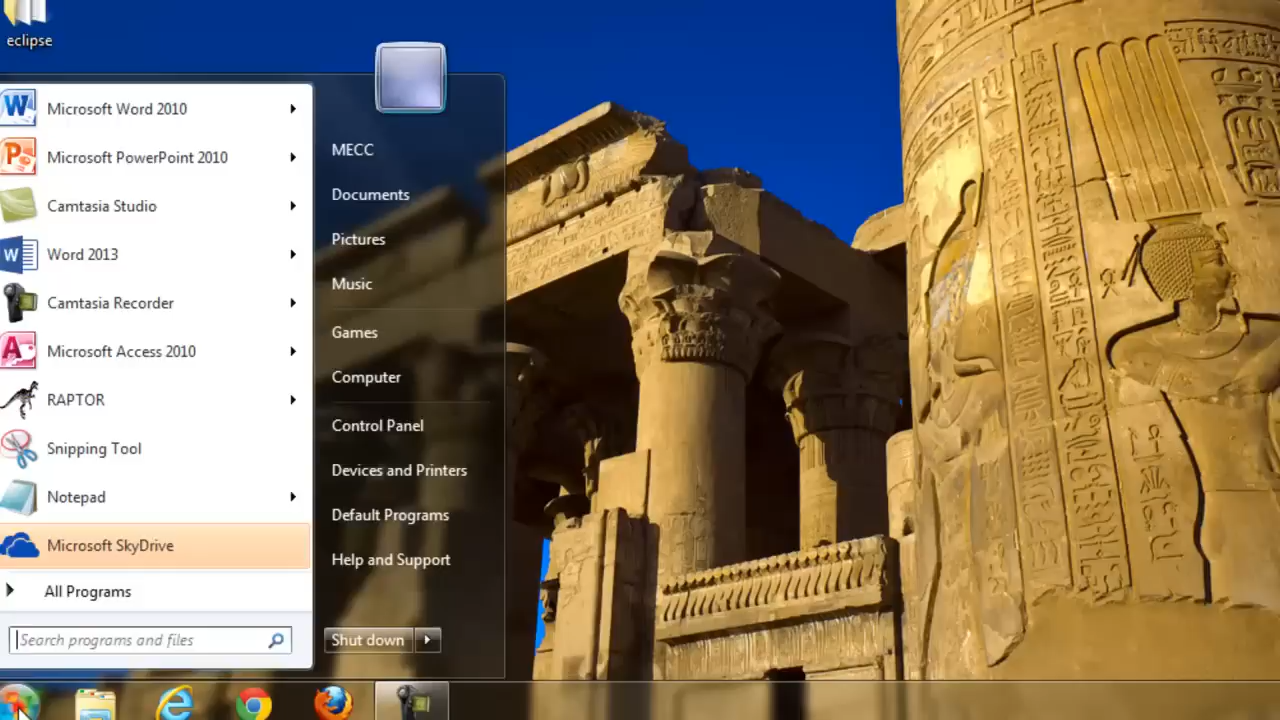 eclipse
Microsoft Word 2010
Microsoft PowerPoint 2010
Camtasia Studio
Word 2013
Camtasia Recorder
Microsoft Access 2010
RAPTOR
Snipping Tool
Notepad
Microsoft SkyDrive
All Programs
Search programs and files
MECC
Documents
Pictures
Music
Games
Computer
Control Panel
Devices and Printers
Default Programs
Help and Support
Shut down